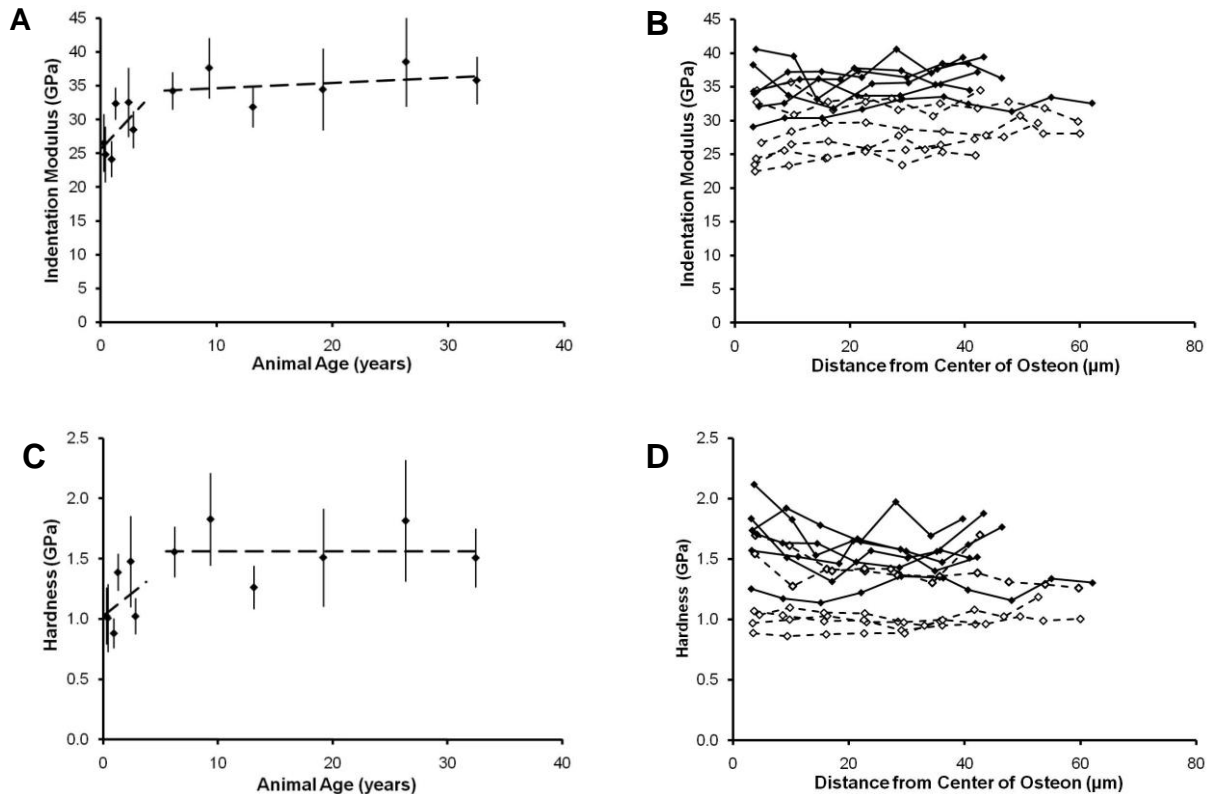 A
45
40
35
30
25
20
15
10
5
0
Indentation Modulus (GPa)
0 10 20 30 40
Animal Age (years)
B
45
40
35
30
25
20
15
10
5
0
Indentation Modulus (GPa)
0 20 40 60 80
Distance from Center of Osteon (µm)
C
2.5
2.0
1.5
1.0
0.5
0.0
Hardness (GPa)
0 10 20 30 40
Animal Age (years)
D
2.5
2.0
1.5
1.0
0.5
0.0
Hardness (GPa)
0 20 40 60 80
Distance from Center of Osteon (µm)